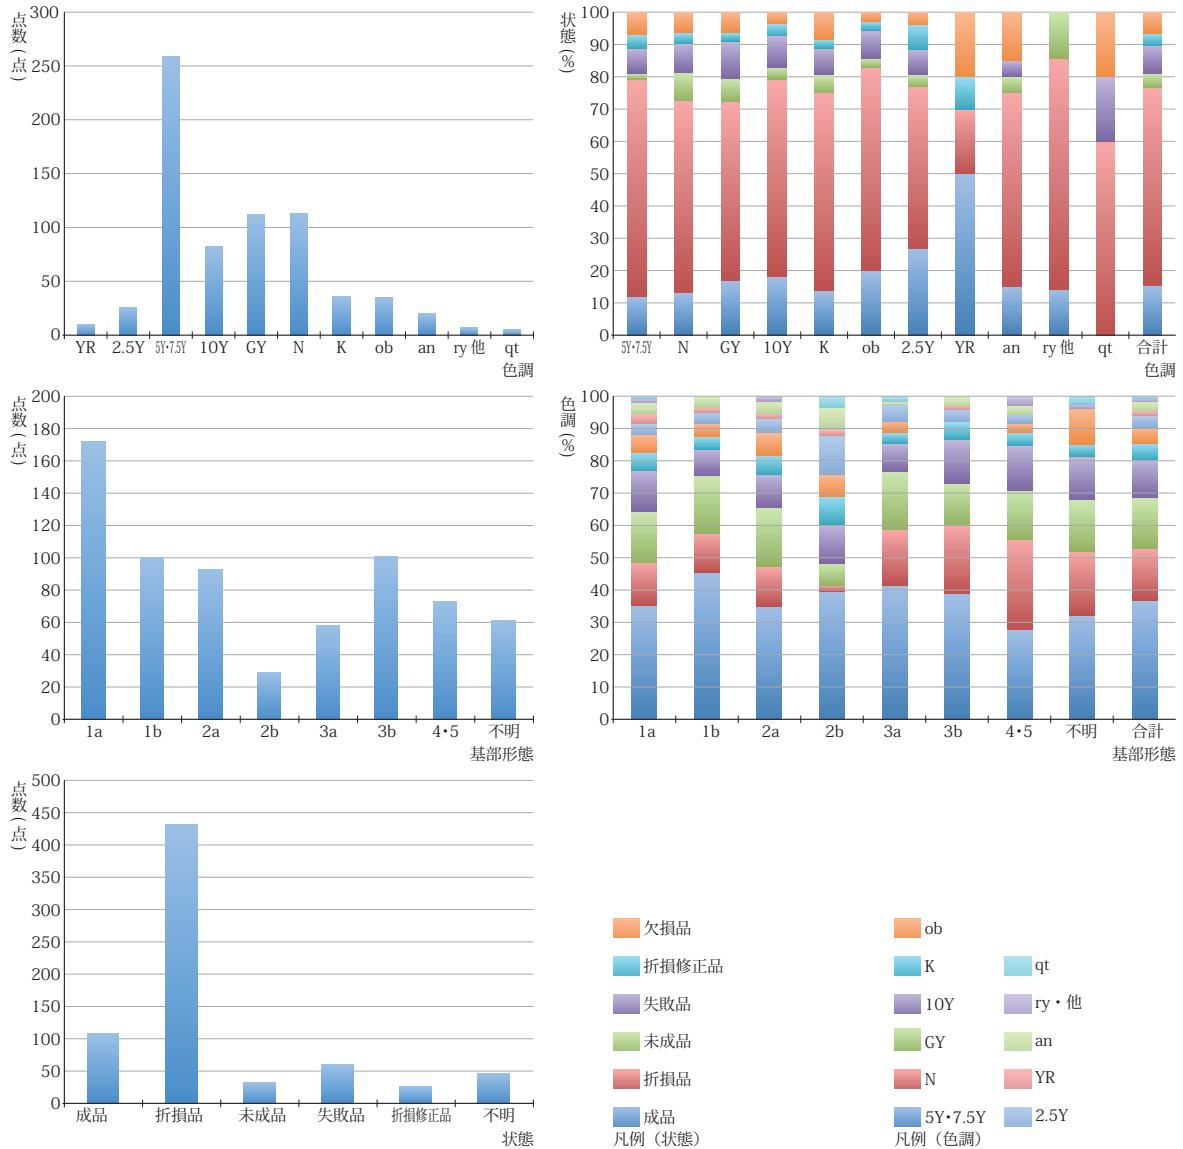 点数（点）
300
250
200
150
100
50
0
YR 2.5Y 5Y・7.5Y 10Y GY N K ob an ry 他 qt
色調
状態（％）
100
90
80
70
60
50
40
30
20
10
0
5Y・7.5Y N GY 10Y K ob 2.5Y YR an ry 他 qt 合計
色調
点数（点）
200
180
160
140
120
100
80
60
40
20
0
1a 1b 2a 2b 3a 3b 4・5 不明
基部形態
色調（％）
100
90
80
70
60
50
40
30
20
10
0
1a 1b 2a 2b 3a 3b 4・5 不明 合計
基部形態
点数（点）
500
450
400
350
300
250
200
150
100
50
0
成品 折損品 未成品 失敗品 折損修正品 不明
状態
欠損品
折損修正品
失敗品
未成品
折損品
成品
凡例（状態）
ob
K
10Y
GY
N
5Y・7.5Y
qt
ry・他
an
YR
2.5Y
凡例（色調）